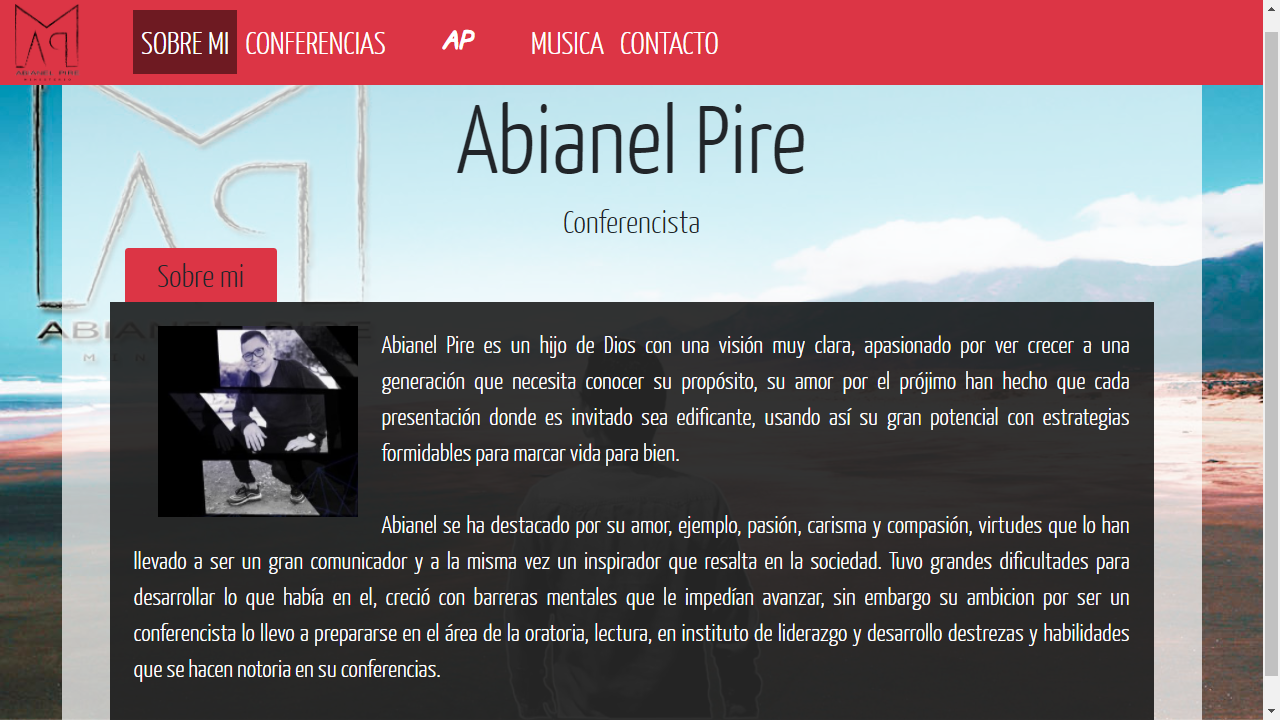 ABIANEL PIRE
SOBRE MI CONFERENCIAS AP MUSICA CONTACTO
Abianel Pire
Conferencista
Sobre mi
Abianel Pire es un hijo de Dios con una visión muy clara, apasionado por ver crecer a una
generación que necesita conocer su propósito, su amor por el prójimo han hecho que cada
presentación donde es invitado sea edificante, usando así su gran potencial con estrategias
formidables para marcar vida para bien.
Abianel se ha destacado por su amor, ejemplo, pasión, carisma y compasión, virtudes que lo han
llevado a ser un gran comunicador y a la misma vez un inspirador que resalta en la sociedad. Tuvo grandes dificultades para
desarrollar lo que había en el, creció con barreras mentales que le impedían avanzar, sin embargo su ambicion por ser un
conferencista lo llevo a prepararse en el área de la oratoria, lectura, en instituto de liderazgo y desarrollo destrezas y habilidades
que se hacen notoria en su conferencias.